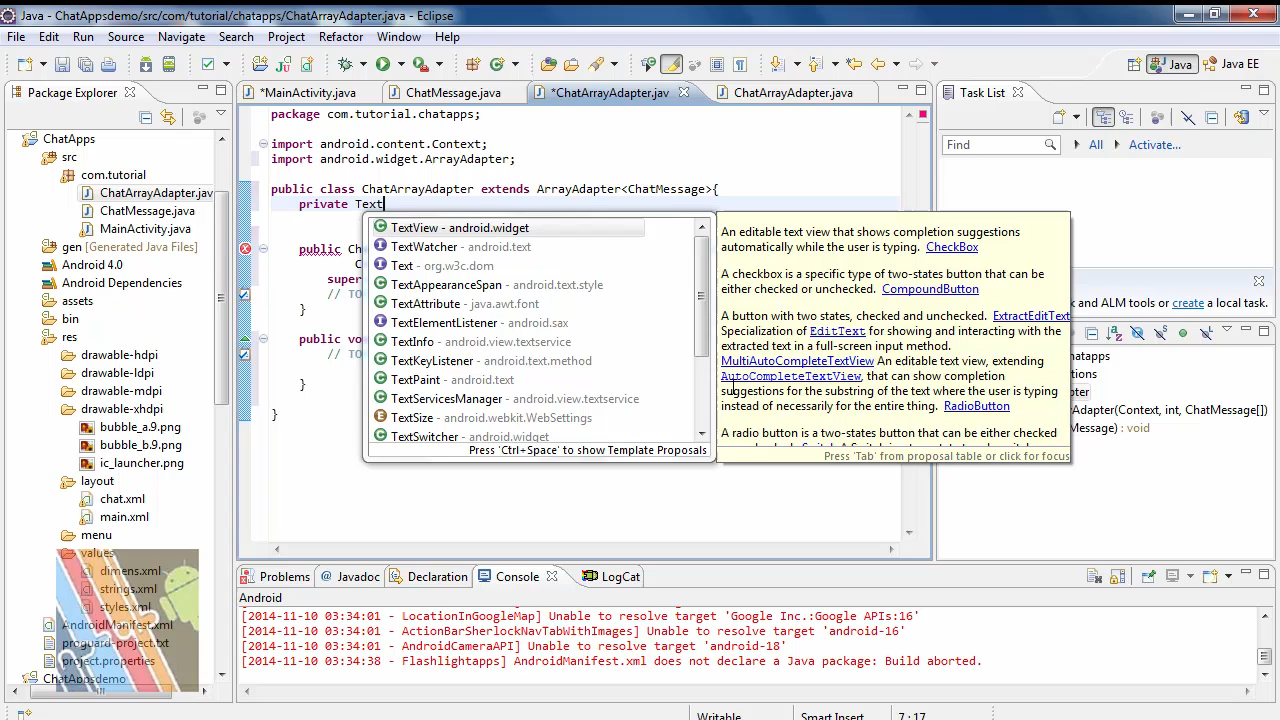 Java - ChatAppsdemo/src/com/tutorial/chatapps/ChatArrayAdapter.java - Eclipse
File Edit Run Source Navigate Search Project Refactor Window Help
Java Java EE
Package Explorer
*MainActivity.java ChatMessage.java *ChatArrayAdapter.jav ChatArrayAdapter.java
Task List
Find All Activate...
ChatApps
src
com.tutorial
ChatArrayAdapter.jav
ChatMessage.java
MainActivity.java
gen [Generated Java Files]
Android 4.0
Android Dependencies
assets
bin
res
drawable-hdpi
drawable-ldpi
drawable-mdpi
drawable-xhdpi
bubble_a.9.png
bubble_b.9.png
ic_launcher.png
layout
chat.xml
main.xml
menu
values
dimens.xml
strings.xml
styles.xml
AndroidManifest.xml
proguard-project.txt
project.properties
ChatAppsdemo
package com.tutorial.chatapps;
import android.content.Context;
import android.widget.ArrayAdapter;
public class ChatArrayAdapter extends ArrayAdapter<ChatMessage>{
private Text
public Ch
C
super
// TO
}
public vo
// TO
}
}
TextView - android.widget
TextWatcher - android.text
Text - org.w3c.dom
TextAppearanceSpan - android.text.style
TextAttribute - java.awt.font
TextElementListener - android.sax
TextInfo - android.view.textservice
TextKeyListener - android.text.method
TextPaint - android.text
TextServicesManager - android.view.textservice
TextSize - android.webkit.WebSettings
TextSwitcher - android.widget
Press 'Ctrl+Space' to show Template Proposals
An editable text view that shows completion suggestions
automatically while the user is typing. CheckBox
A checkbox is a specific type of two-states button that can be
either checked or unchecked. CompoundButton
A button with two states, checked and unchecked. ExtractEditText
Specialization of EditText for showing and interacting with the
extracted text in a full-screen input method.
MultiAutoCompleteTextView An editable text view, extending
AutoCompleteTextView, that can show completion
suggestions for the substring of the text where the user is typing
instead of necessarily for the entire thing. RadioButton
A radio button is a two-states button that can be either checked
Press 'Tab' from proposal table or click for focus
and ALM tools or create a local task.
hatapps
tions
apter
Adapter(Context, int, ChatMessage[])
Message) : void
Problems Javadoc Declaration Console LogCat
Android
[2014-11-10 03:34:01 - LocationInGoogleMap] Unable to resolve target 'Google Inc.:Google APIs:16'
[2014-11-10 03:34:01 - ActionBarSherlockNavTabWithImages] Unable to resolve target 'android-16'
[2014-11-10 03:34:01 - AndroidCameraAPI] Unable to resolve target 'android-18'
[2014-11-10 03:34:38 - Flashlightapps] AndroidManifest.xml does not declare a Java package: Build aborted.
Writable Smart Insert 7 : 17